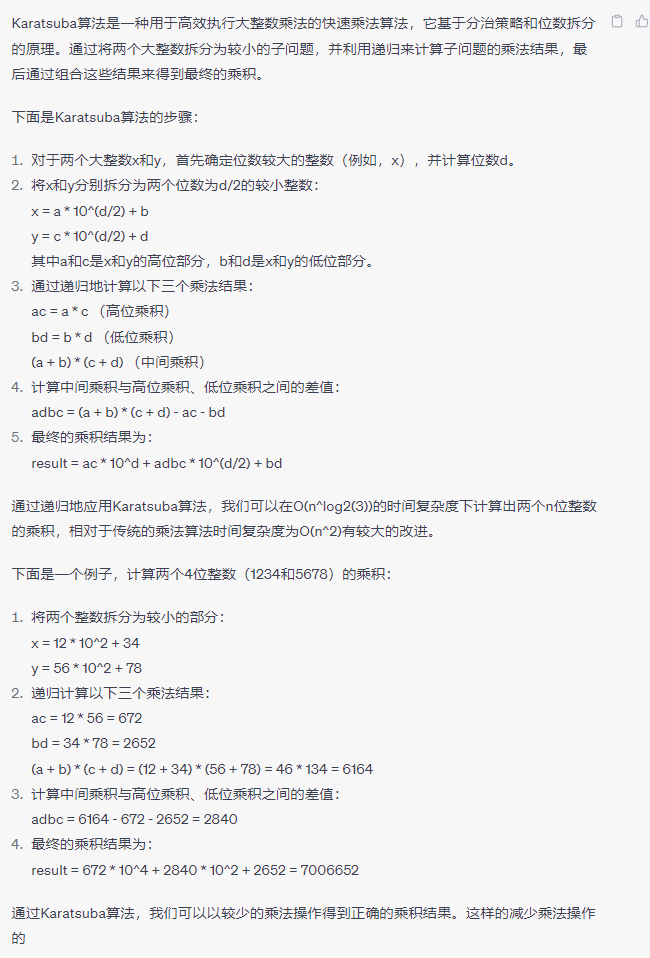 Karatsuba算法是一种用于高效执行大整数乘法的快速乘法算法，它基于分治策略和位数拆分
的原理。通过将两个大整数拆分为较小的子问题，并利用递归来计算子问题的乘法结果，最
后通过组合这些结果来得到最终的乘积。
下面是Karatsuba算法的步骤：
1. 对于两个大整数x和y，首先确定位数较大的整数（例如，x），并计算位数d。
2. 将x和y分别拆分为两个位数为d/2的较小整数：
x = a * 10^(d/2) + b
y = c * 10^(d/2) + d
其中a和c是x和y的高位部分，b和d是x和y的低位部分。
3. 通过递归地计算以下三个乘法结果：
ac = a * c （高位乘积）
bd = b * d （低位乘积）
(a + b) * (c + d) （中间乘积）
4. 计算中间乘积与高位乘积、低位乘积之间的差值：
adbc = (a + b) * (c + d) - ac - bd
5. 最终的乘积结果为：
result = ac * 10^d + adbc * 10^(d/2) + bd
通过递归地应用Karatsuba算法，我们可以在O(n^log2(3))的时间复杂度下计算出两个n位整数
的乘积，相对于传统的乘法算法时间复杂度为O(n^2)有较大的改进。
下面是一个例子，计算两个4位整数（1234和5678）的乘积：
1. 将两个整数拆分为较小的部分：
x = 12 * 10^2 + 34
y = 56 * 10^2 + 78
2. 递归计算以下三个乘法结果：
ac = 12 * 56 = 672
bd = 34 * 78 = 2652
(a + b) * (c + d) = (12 + 34) * (56 + 78) = 46 * 134 = 6164
3. 计算中间乘积与高位乘积、低位乘积之间的差值：
adbc = 6164 - 672 - 2652 = 2840
4. 最终的乘积结果为：
result = 672 * 10^4 + 2840 * 10^2 + 2652 = 7006652
通过Karatsuba算法，我们可以以较少的乘法操作得到正确的乘积结果。这样的减少乘法操作
的